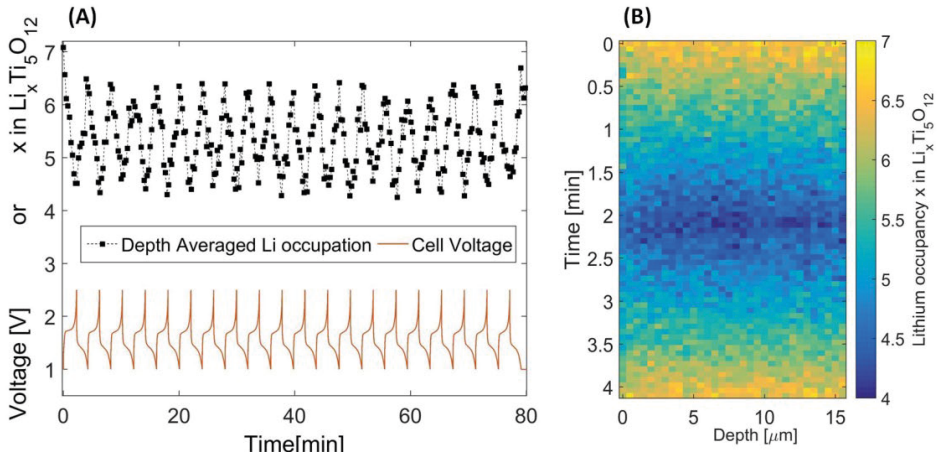 (A)
x in Li_xTi_5O_12
or
Voltage [V]
7
6
5
4
3
2
1
Depth Averaged Li occupation
Cell Voltage
0
20
40
60
80
Time[min]
(B)
Time [min]
0
0.5
1
1.5
2
2.5
3
3.5
4
0
5
10
15
Depth [μm]
7
6.5
6
5.5
5
4.5
4
Lithium occupancy x in Li_xTi_5O_12